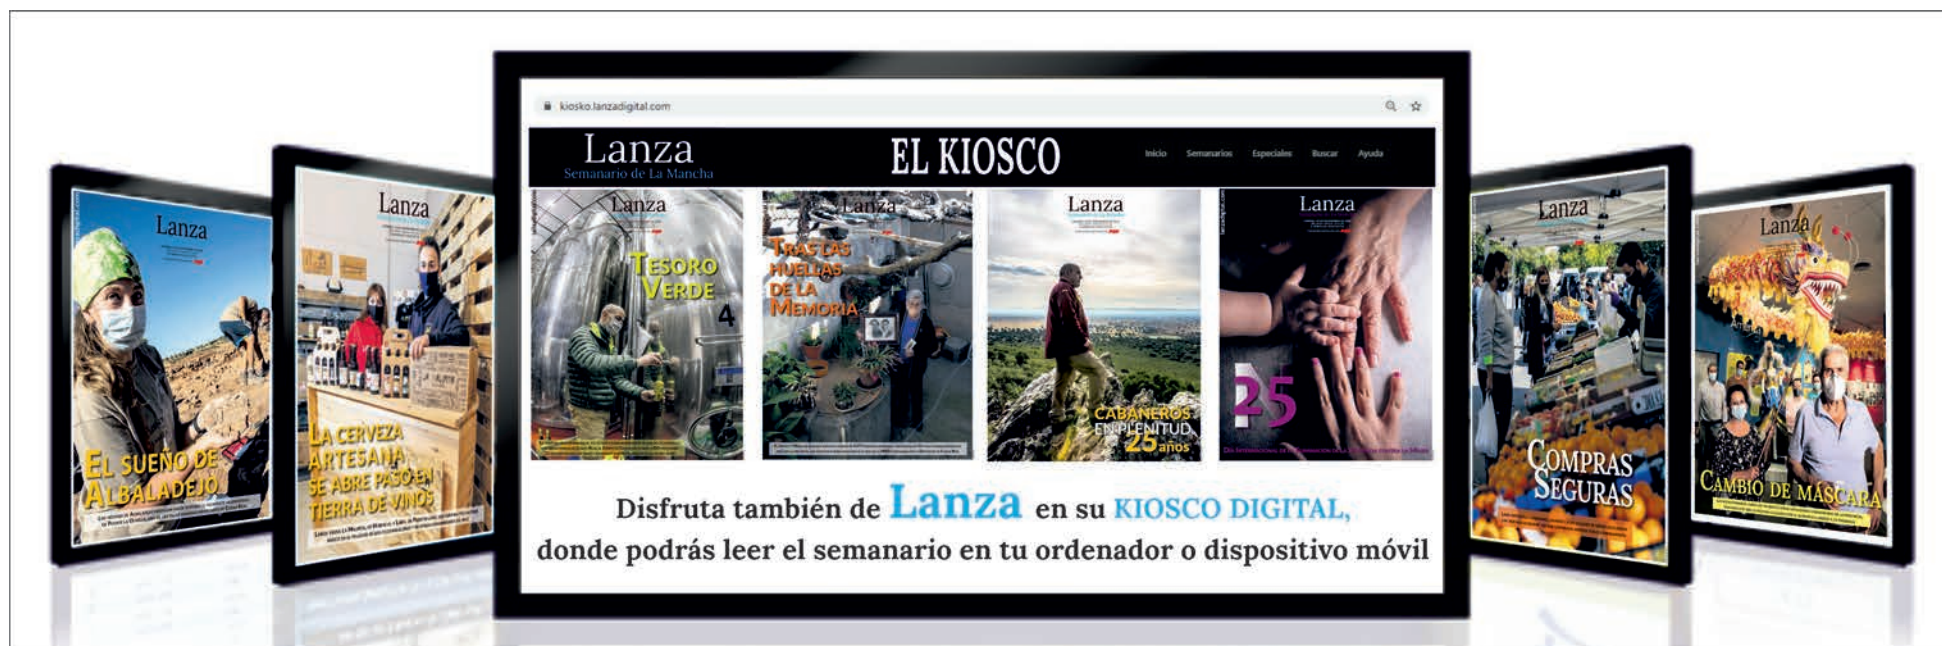 kiosko.lanzadigital.com
Lanza
Semanario de La Mancha
EL KIOSCO
Inicio
Semanarios
Especiales
Buscar
Ayuda
Lanza
EL SUEÑO DE
ALBALADEJO
Lanza
LA CERVEZA
ARTESANA
SE ABRE PASO EN
TIERRA DE VINOS
Lanza
TESORO
VERDE
4
Lanza
TRAS LAS
HUELLAS
DE LA
MEMORIA
Lanza
CABAÑEROS
EN PLENITUD
25 años
Lanza
25
Lanza
COMPRAS
SEGURAS
Lanza
CAMBIO DE MÁSCARA
Disfruta también de Lanza en su KIOSCO DIGITAL,
donde podrás leer el semanario en tu ordenador o dispositivo móvil